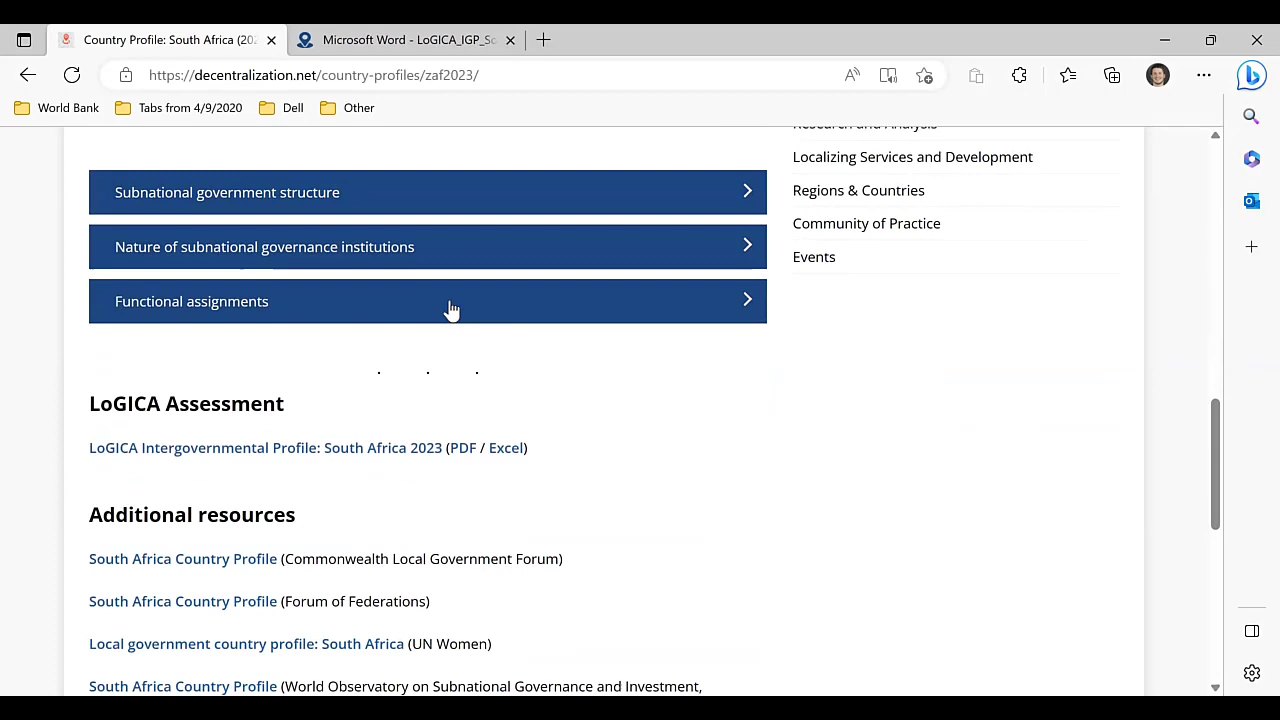 Country Profile: South Africa (20
Microsoft Word - LoGICA_IGP_Sc
https://decentralization.net/country-profiles/zaf2023/
World Bank
Tabs from 4/9/2020
Dell
Other
Research and Analysis
Localizing Services and Development
Regions & Countries
Community of Practice
Events
Subnational government structure
Nature of subnational governance institutions
Functional assignments
. . .
LoGICA Assessment
LoGICA Intergovernmental Profile: South Africa 2023 (PDF / Excel)
Additional resources
South Africa Country Profile (Commonwealth Local Government Forum)
South Africa Country Profile (Forum of Federations)
Local government country profile: South Africa (UN Women)
South Africa Country Profile (World Observatory on Subnational Governance and Investment,